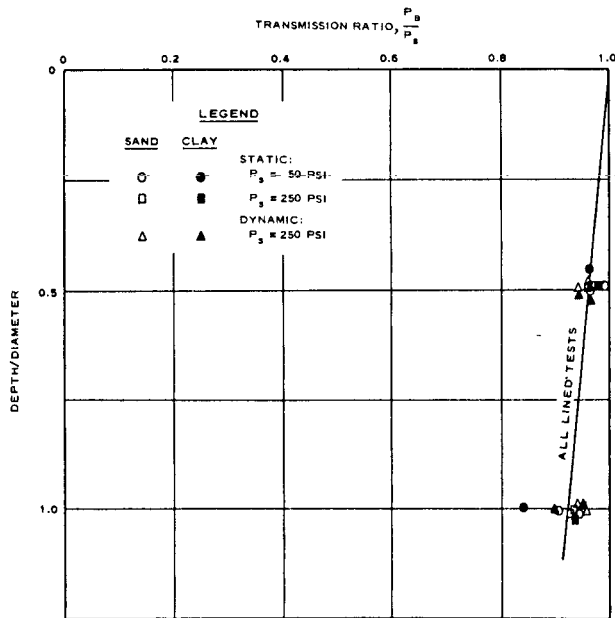 TRANSMISSION RATIO, P_B / P_s
0 0.2 0.4 0.6 0.8 1.0
0
LEGEND
SAND CLAY
STATIC:
P_s = 50 PSI
P_s = 250 PSI
DYNAMIC:
P_s = 250 PSI
0.5
DEPTH/DIAMETER
ALL LINED TESTS
1.0